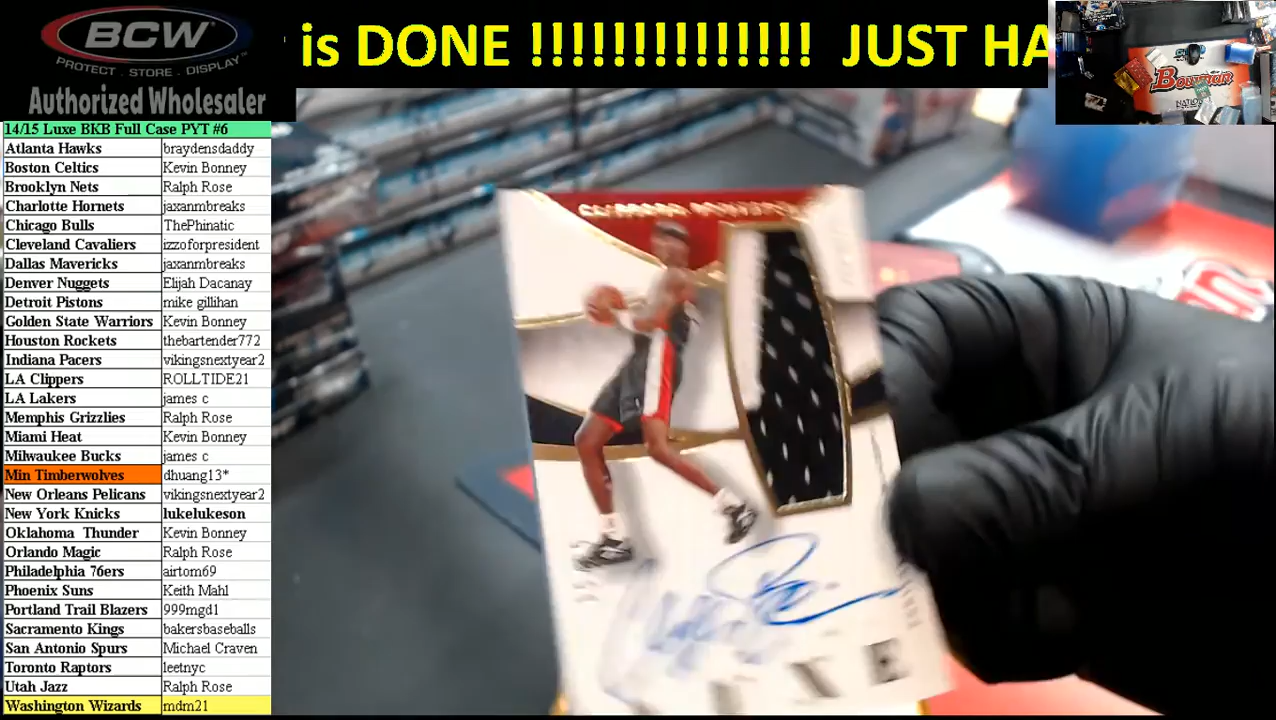 BCW
PROTECT . STORE . DISPLAY™
Authorized Wholesaler
is DONE !!!!!!!!!!!!!! JUST HA
14/15 Luxe BKB Full Case PYT #6
Atlanta Hawks braydensdaddy
Boston Celtics Kevin Bonney
Brooklyn Nets Ralph Rose
Charlotte Hornets jaxanmbreaks
Chicago Bulls ThePhinatic
Cleveland Cavaliers izzoforpresident
Dallas Mavericks jaxanmbreaks
Denver Nuggets Elijah Dacanay
Detroit Pistons mike gillihan
Golden State Warriors Kevin Bonney
Houston Rockets thebartender772
Indiana Pacers vikingsnextyear2
LA Clippers ROLLTIDE21
LA Lakers james c
Memphis Grizzlies Ralph Rose
Miami Heat Kevin Bonney
Milwaukee Bucks james c
Min Timberwolves dhuang13*
New Orleans Pelicans vikingsnextyear2
New York Knicks lukelukeson
Oklahoma Thunder Kevin Bonney
Orlando Magic Ralph Rose
Philadelphia 76ers airtom69
Phoenix Suns Keith Mahl
Portland Trail Blazers 999mgd1
Sacramento Kings bakersbaseballs
San Antonio Spurs Michael Craven
Toronto Raptors leetnyc
Utah Jazz Ralph Rose
Washington Wizards mdm21
Bowman